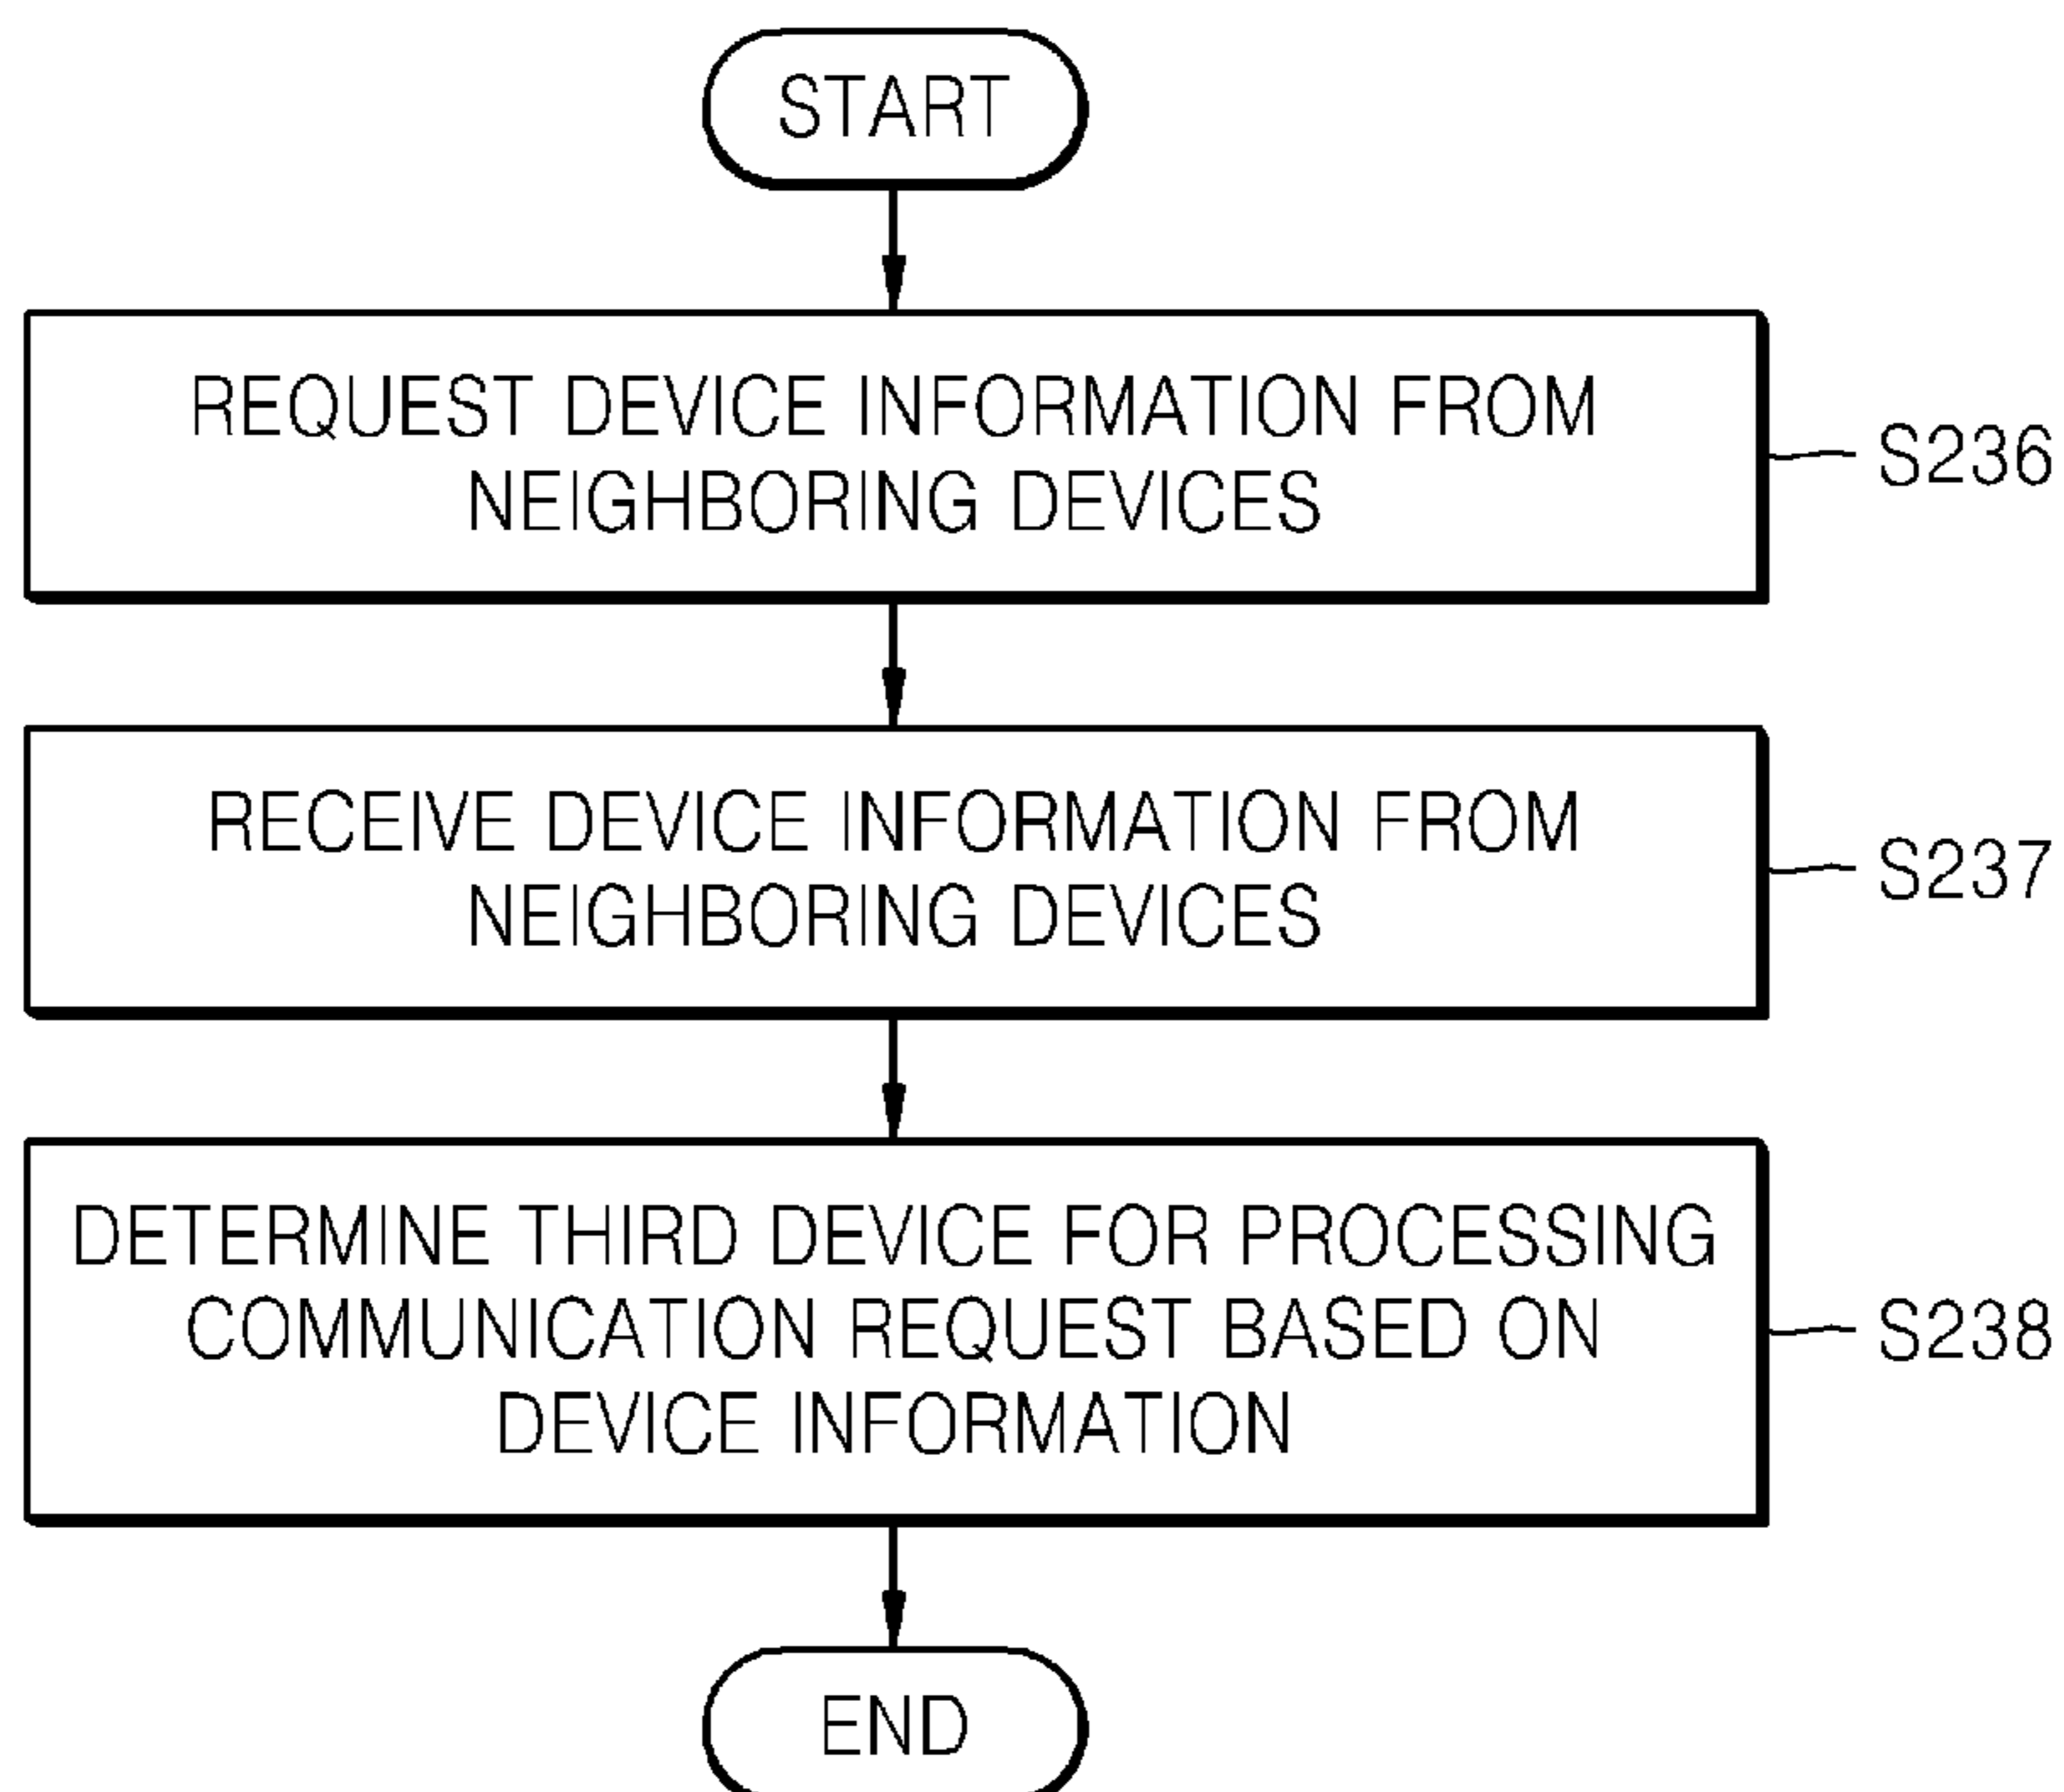 START
REQUEST DEVICE INFORMATION FROM
NEIGHBORING DEVICES
S236
RECEIVE DEVICE INFORMATION FROM
NEIGHBORING DEVICES
S237
DETERMINE THIRD DEVICE FOR PROCESSING
COMMUNICATION REQUEST BASED ON
DEVICE INFORMATION
S238
END